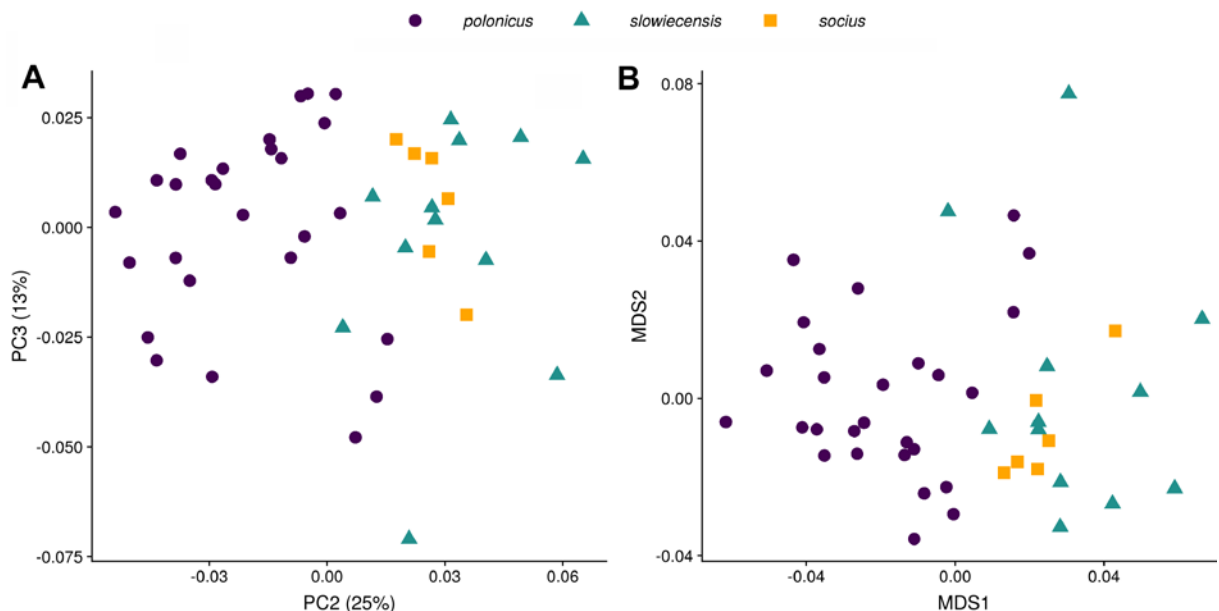 polonicus slowiecensis socius
A
0.025
0.000
-0.025
-0.050
-0.075
PC3 (13%)
-0.03 0.00 0.03 0.06
PC2 (25%)
B
0.08
0.04
0.00
-0.04
MDS2
-0.04 0.00 0.04
MDS1